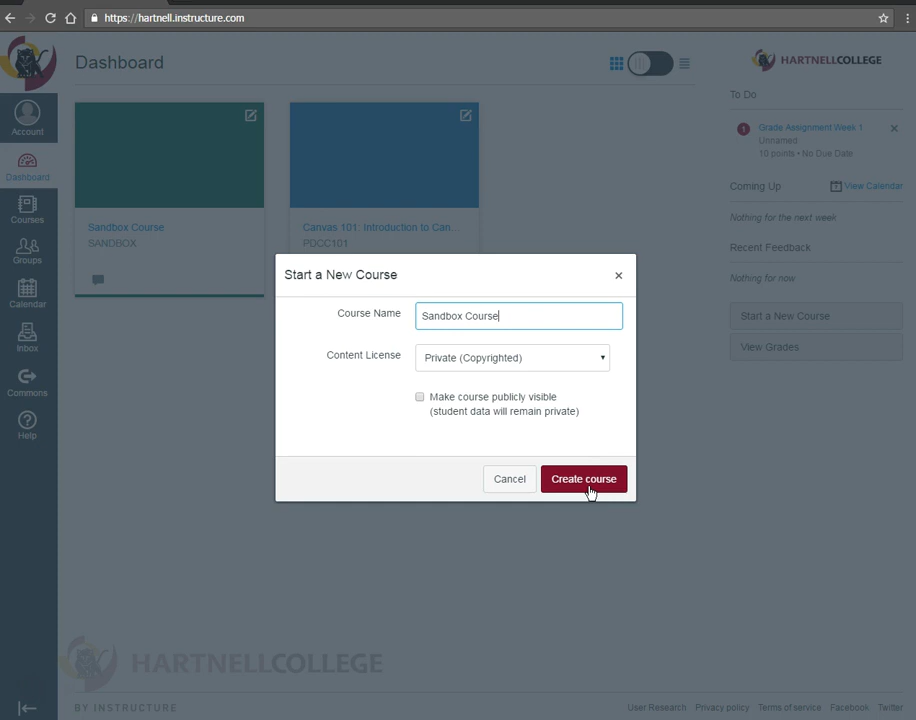 https://hartnell.instructure.com
Dashboard
HARTNELLCOLLEGE
Account
Dashboard
Courses
Groups
Calendar
Inbox
Commons
Help
Sandbox Course
SANDBOX
Canvas 101: Introduction to Can...
PDCC101
To Do
1
Grade Assignment Week 1
Unnamed
10 points • No Due Date
Coming Up
View Calendar
Nothing for the next week
Recent Feedback
Nothing for now
Start a New Course
View Grades
Start a New Course
×
Course Name
Sandbox Course
Content License
Private (Copyrighted)
Make course publicly visible
(student data will remain private)
Cancel
Create course
HARTNELLCOLLEGE
BY INSTRUCTURE
User Research
Privacy policy
Terms of service
Facebook
Twitter